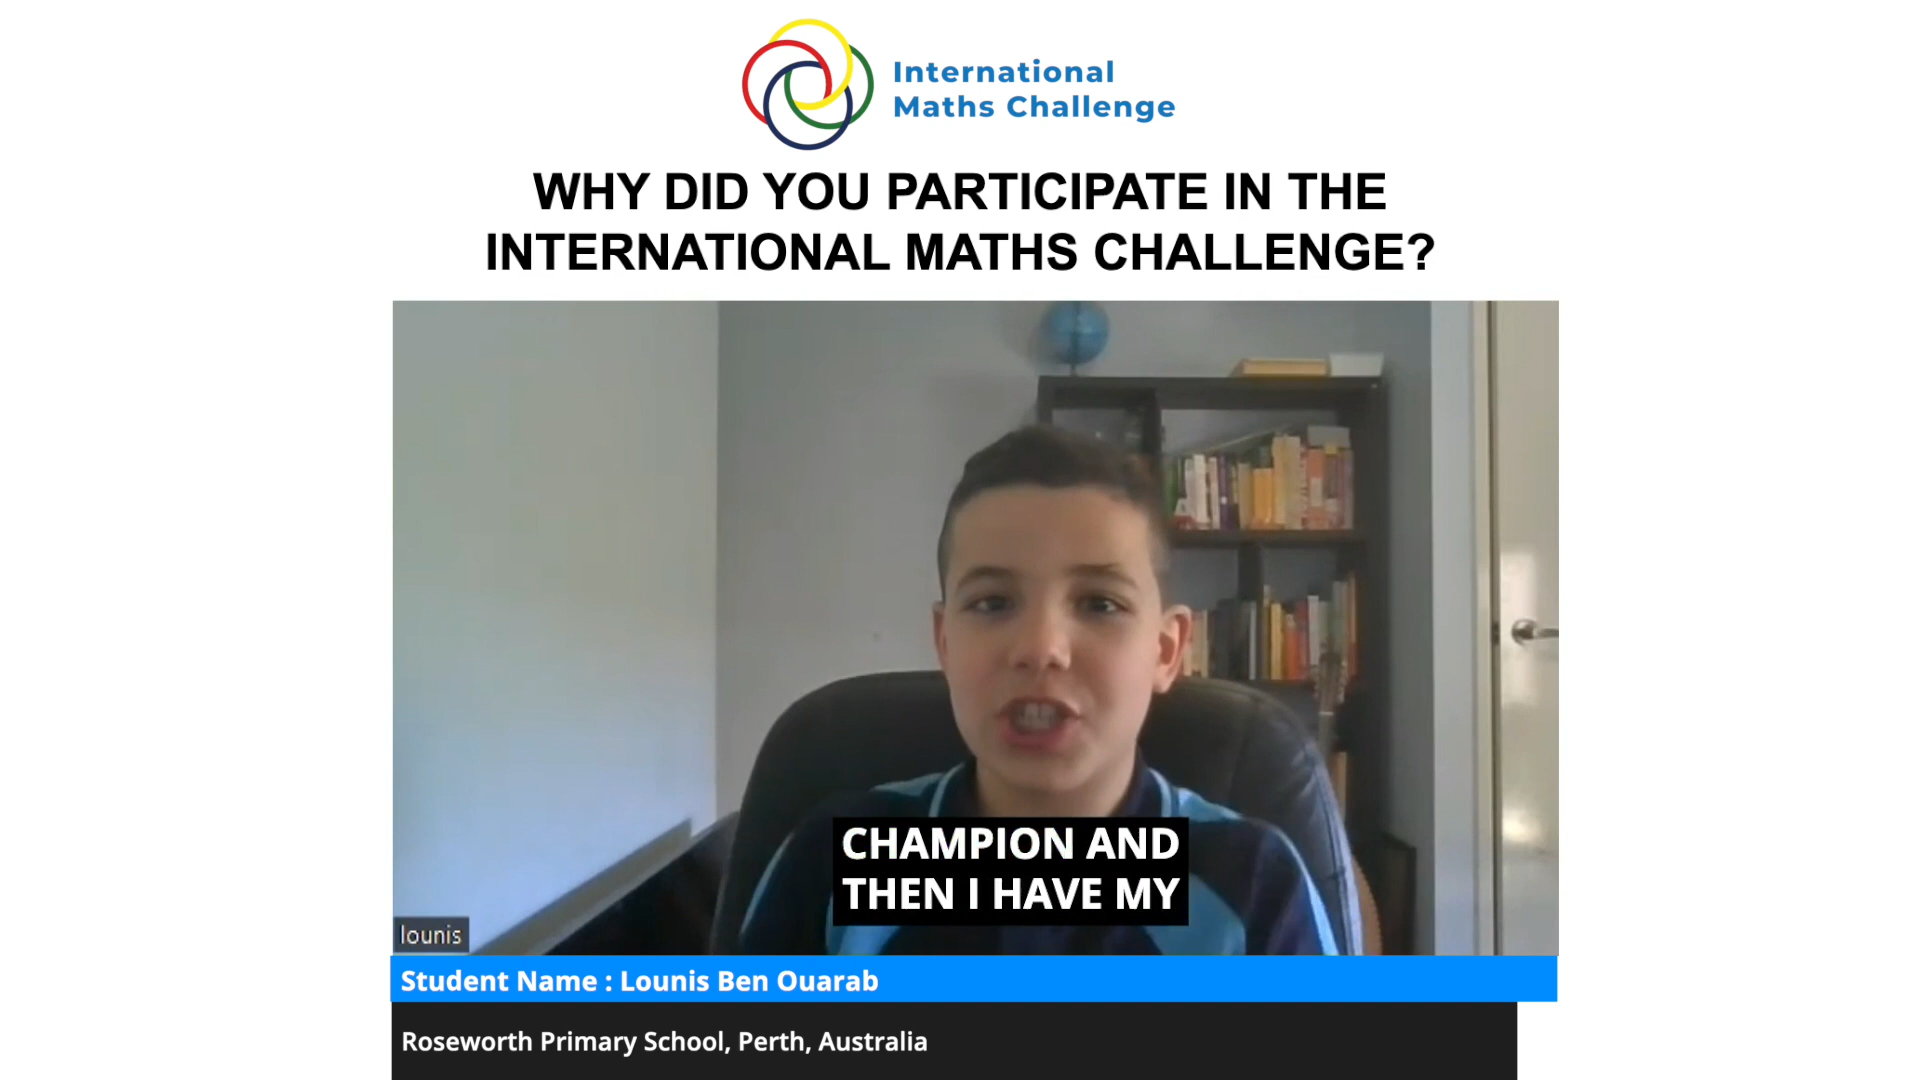 International
Maths Challenge
WHY DID YOU PARTICIPATE IN THE
INTERNATIONAL MATHS CHALLENGE?
CHAMPION AND
THEN I HAVE MY
lounis
Student Name : Lounis Ben Ouarab
Roseworth Primary School, Perth, Australia